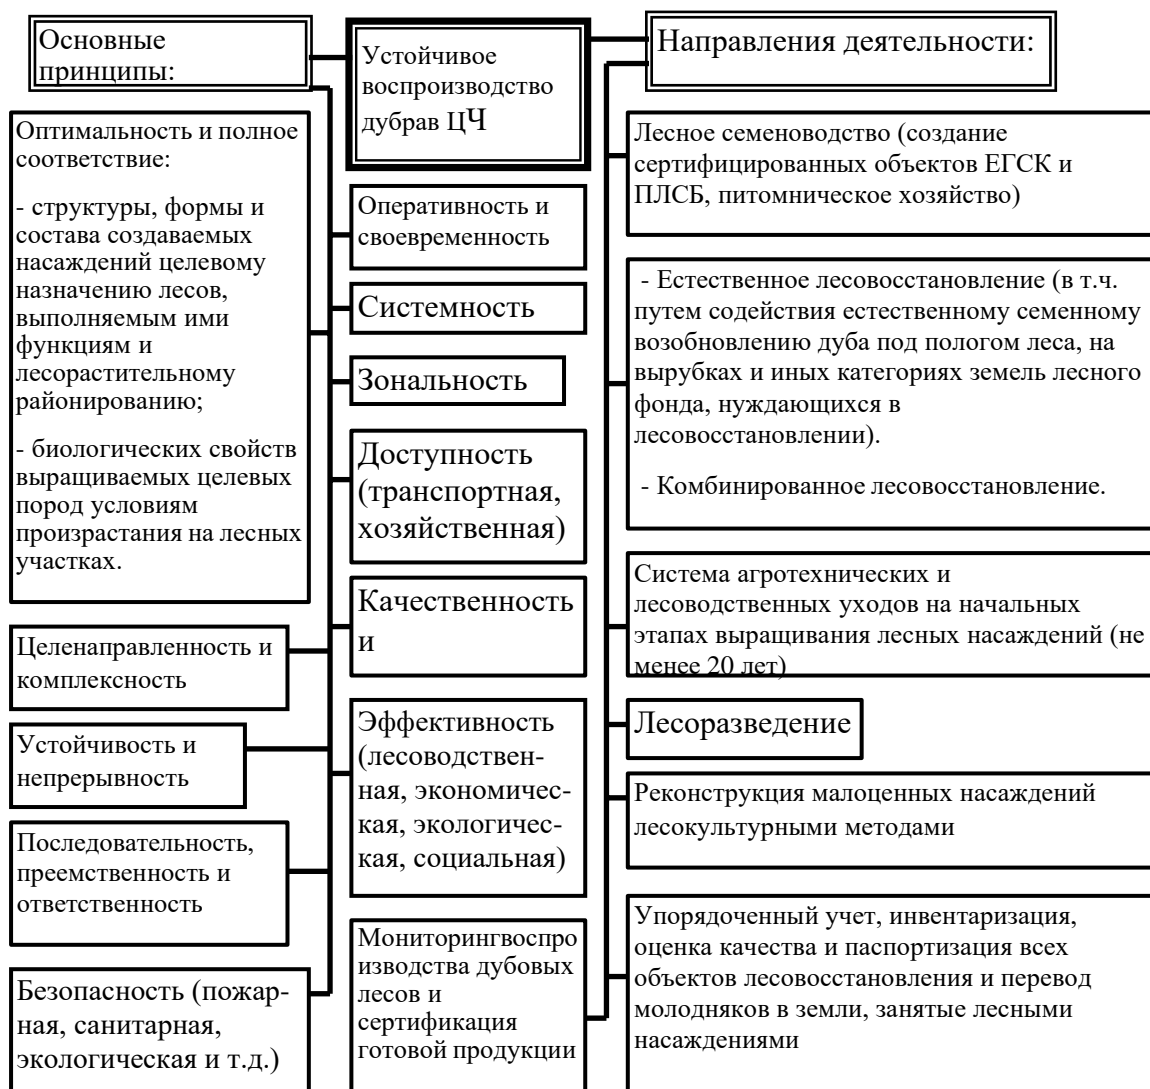 Основные
принципы:
Устойчивое
воспроизводство
дубрав ЦЧ
Направления деятельности:
Оптимальность и полное
соответствие:
- структуры, формы и
состава создаваемых
насаждений целевому
назначению лесов,
выполняемым ими
функциям и
лесорастительному
районированию;
- биологических свойств
выращиваемых целевых
пород условиям
произрастания на лесных
участках.
Целенаправленность и
комплексность
Устойчивость и
непрерывность
Последовательность,
преемственность и
ответственность
Безопасность (пожар-
ная, санитарная,
экологическая и т.д.)
Оперативность и
своевременность
Системность
Зональность
Доступность
(транспортная,
хозяйственная)
Качественность
и
Эффективность
(лесоводствен-
ная, экономичес-
кая, экологичес-
кая, социальная)
Мониторингвоспро
изводства дубовых
лесов и
сертификация
готовой продукции
Лесное семеноводство (создание
сертифицированных объектов ЕГСК и
ПЛСБ, питомническое хозяйство)
- Естественное лесовосстановление (в т.ч.
путем содействия естественному семенному
возобновлению дуба под пологом леса, на
вырубках и иных категориях земель лесного
фонда, нуждающихся в
лесовосстановлении).
- Комбинированное лесовосстановление.
Система агротехнических и
лесоводственных уходов на начальных
этапах выращивания лесных насаждений (не
менее 20 лет)
Лесоразведение
Реконструкция малоценных насаждений
лесокультурными методами
Упорядоченный учет, инвентаризация,
оценка качества и паспортизация всех
объектов лесовосстановления и перевод
молодняков в земли, занятые лесными
насаждениями